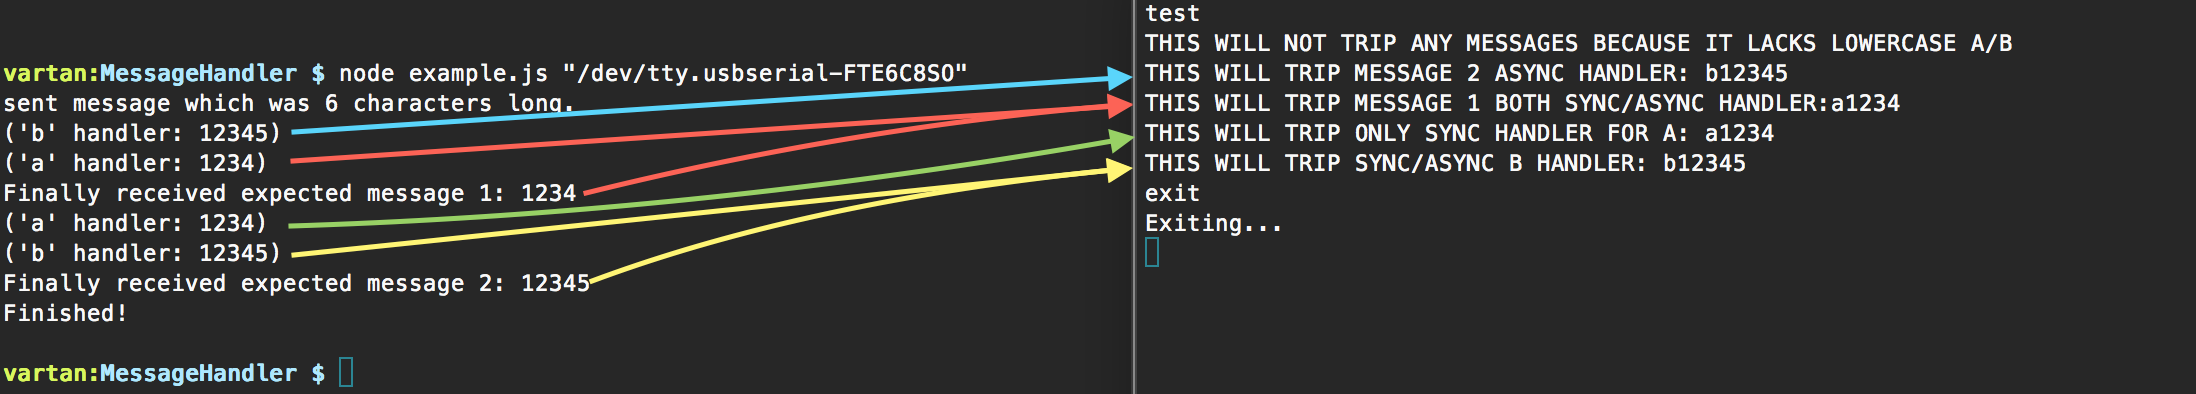 vartan:MessageHandler $ node example.js "/dev/tty.usbserial-FTE6C8SO"
sent message which was 6 characters long.
('b' handler: 12345)
('a' handler: 1234)
Finally received expected message 1: 1234
('a' handler: 1234)
('b' handler: 12345)
Finally received expected message 2: 12345
Finished!
vartan:MessageHandler $
test
THIS WILL NOT TRIP ANY MESSAGES BECAUSE IT LACKS LOWERCASE A/B
THIS WILL TRIP MESSAGE 2 ASYNC HANDLER: b12345
THIS WILL TRIP MESSAGE 1 BOTH SYNC/ASYNC HANDLER:a1234
THIS WILL TRIP ONLY SYNC HANDLER FOR A: a1234
THIS WILL TRIP SYNC/ASYNC B HANDLER: b12345
exit
Exiting...